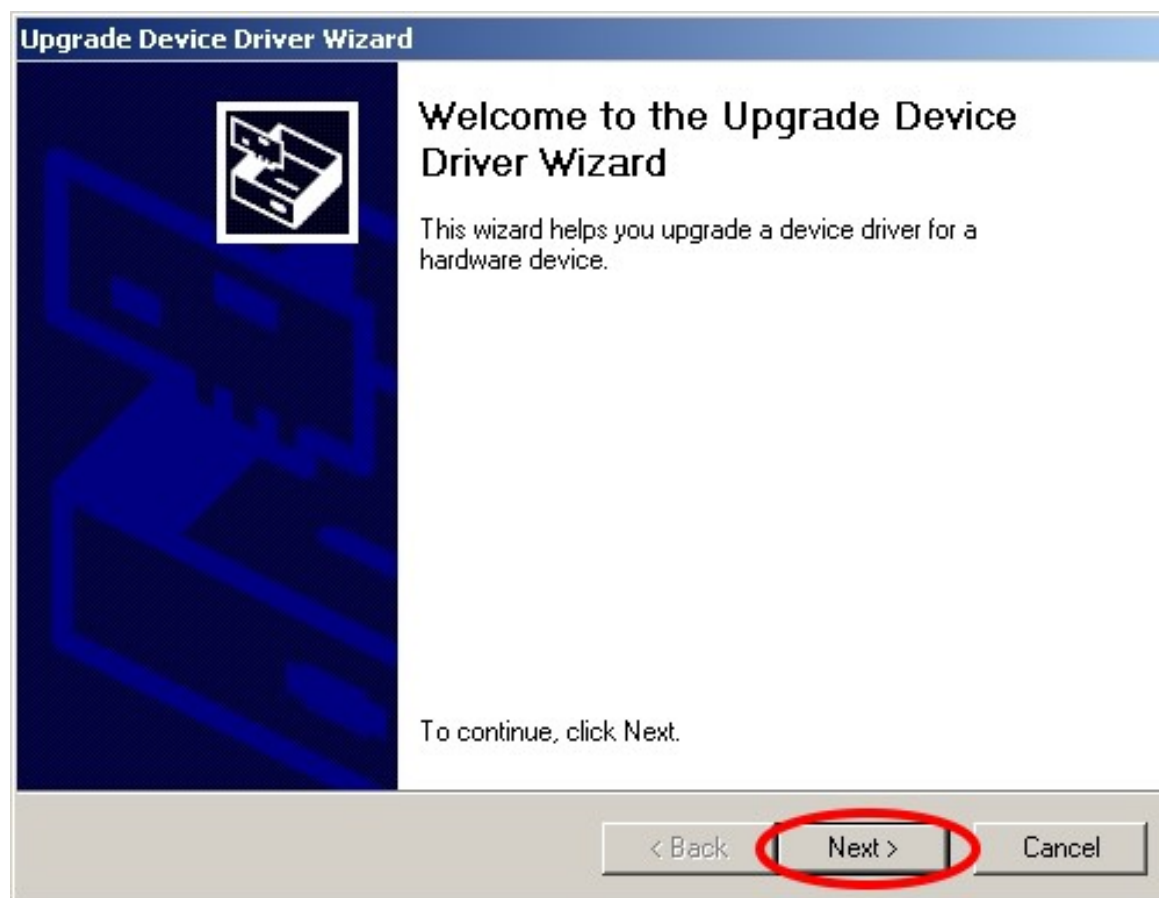 Upgrade Device Driver Wizard
Welcome to the Upgrade Device
Driver Wizard
This wizard helps you upgrade a device driver for a
hardware device.
To continue, click Next.
< Back
Next >
Cancel